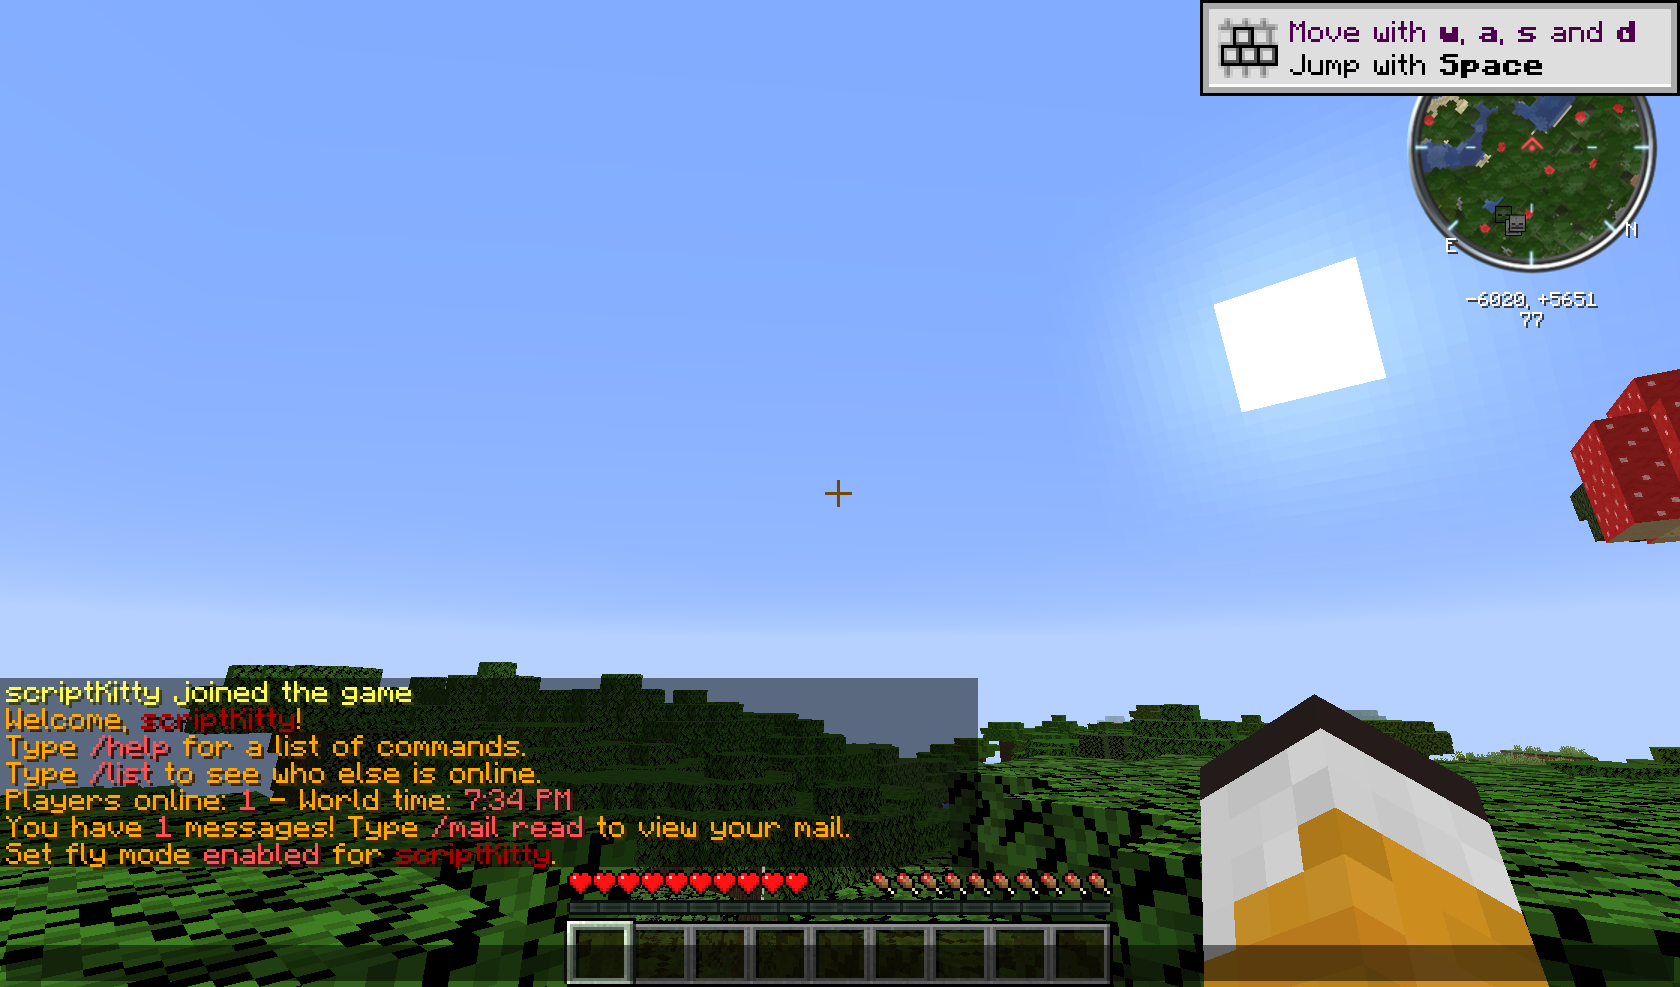 Move with w, a, s and d
Jump with Space
N
E
-6020, +5651
77
scriptKitty joined the game
Welcome, scriptKitty!
Type /help for a list of commands.
Type /list to see who else is online.
Players online: 1 - World time: 7:34 PM
You have 1 messages! Type /mail read to view your mail.
Set fly mode enabled for scriptKitty.